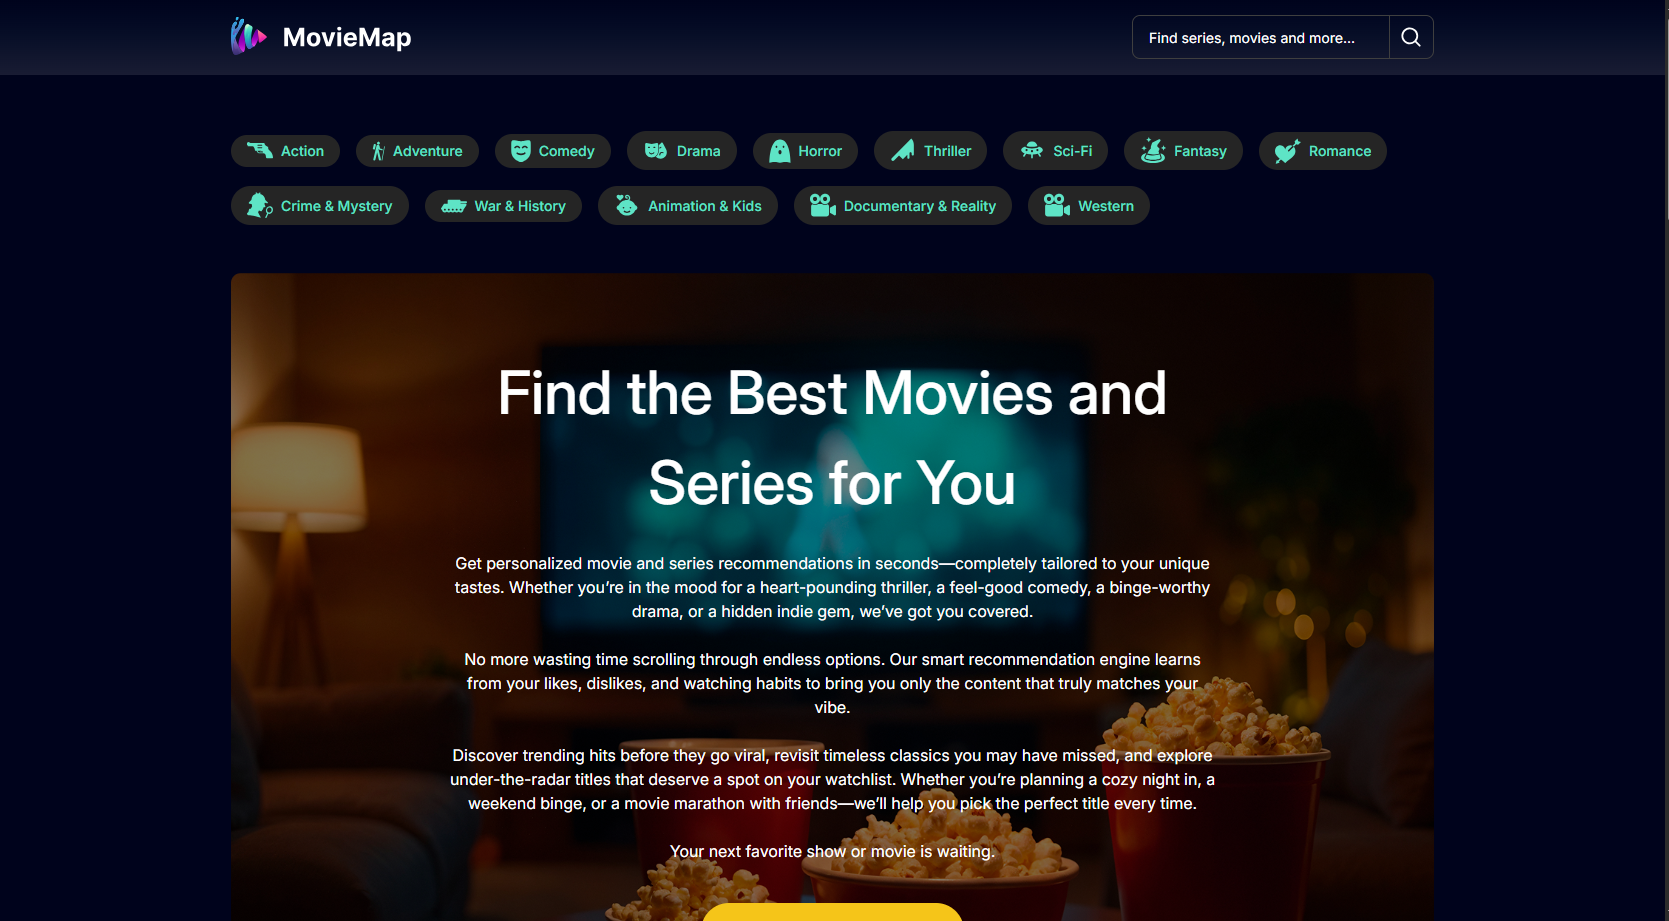 MovieMap
Find series, movies and more...
Action
Adventure
Comedy
Drama
Horror
Thriller
Sci-Fi
Fantasy
Romance
Crime & Mystery
War & History
Animation & Kids
Documentary & Reality
Western
Find the Best Movies and
Series for You
Get personalized movie and series recommendations in seconds—completely tailored to your unique
tastes. Whether you’re in the mood for a heart-pounding thriller, a feel-good comedy, a binge-worthy
drama, or a hidden indie gem, we’ve got you covered.
No more wasting time scrolling through endless options. Our smart recommendation engine learns
from your likes, dislikes, and watching habits to bring you only the content that truly matches your
vibe.
Discover trending hits before they go viral, revisit timeless classics you may have missed, and explore
under-the-radar titles that deserve a spot on your watchlist. Whether you’re planning a cozy night in, a
weekend binge, or a movie marathon with friends—we’ll help you pick the perfect title every time.
Your next favorite show or movie is waiting.